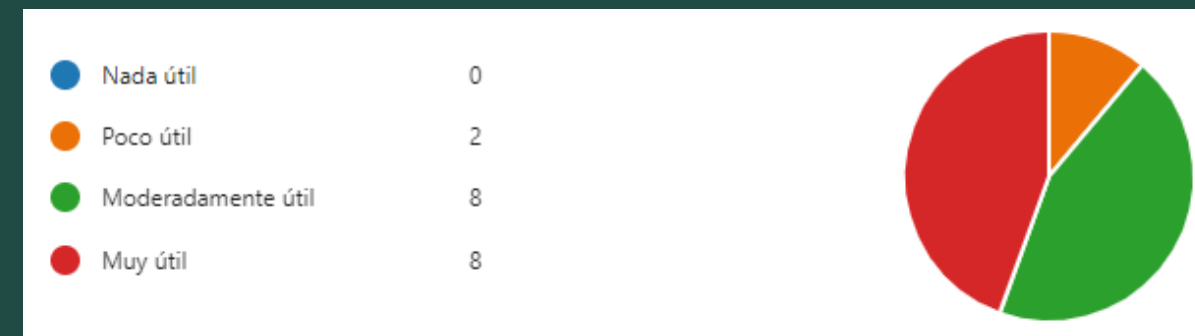 Nada útil 0
Poco útil 2
Moderadamente útil 8
Muy útil 8